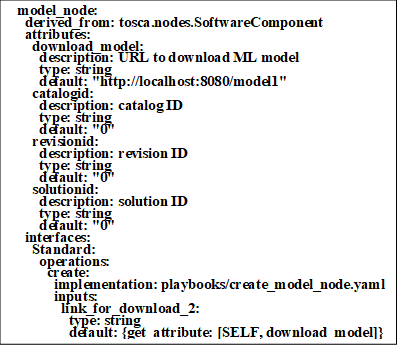 model_node:
derived_from: tosca.nodes.SoftwareComponent
attributes:
download_model:
description: URL to download ML model
type: string
default: "http://localhost:8080/model1"
catalogid:
description: catalog ID
type: string
default: "0"
revisionid:
description: revision ID
type: string
default: "0"
solutionid:
description: solution ID
type: string
default: "0"
interfaces:
Standard:
operations:
create:
implementation: playbooks/create_model_node.yaml
inputs:
link_for_download_2:
type: string
default: {get_attribute: [SELF, download_model]}